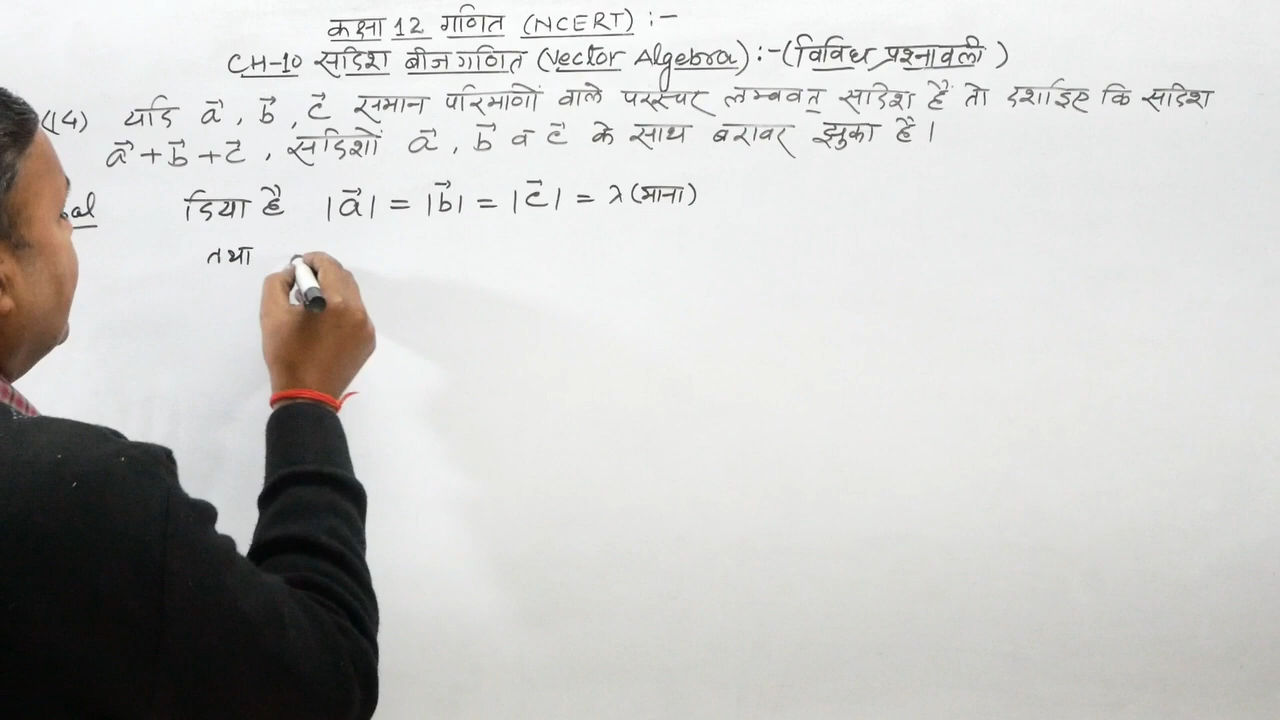 कक्षा 12 गणित (NCERT) :-
CH-10 सदिश बीजगणित (Vector Algebra) :- (विविध प्रश्नावली)
(14) यदि a⃗, b⃗, c⃗ समान परिमाणों वाले परस्पर लम्बवत् सदिश हैं तो दर्शाइए कि सदिश
a⃗ + b⃗ + c⃗, सदिशों a⃗, b⃗ व c⃗ के साथ बराबर झुका है।
दिया है |a⃗| = |b⃗| = |c⃗| = λ (माना)
तथा